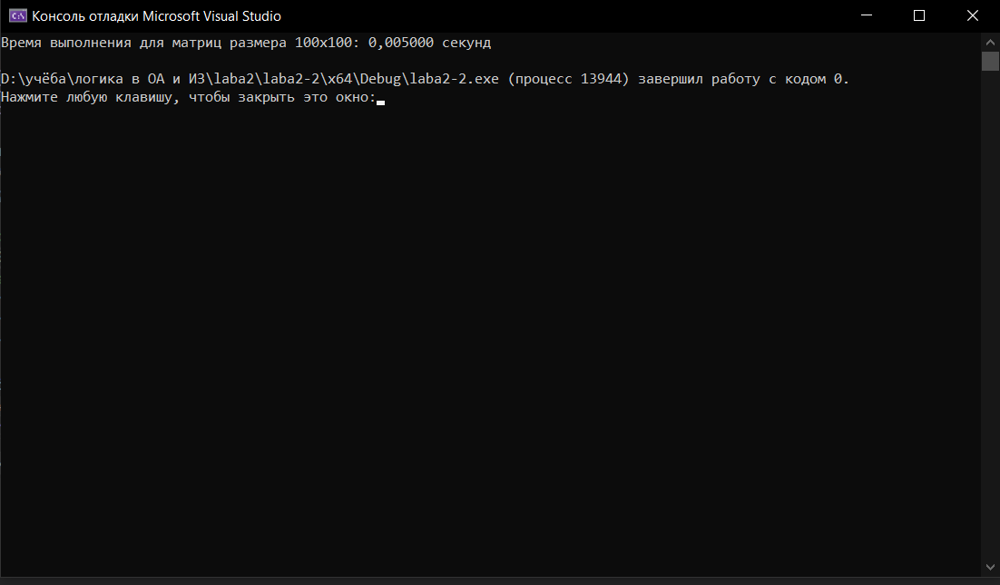 Консоль отладки Microsoft Visual Studio
Время выполнения для матриц размера 100x100: 0,005000 секунд
D:\учёба\логика в ОА и ИЗ\laba2\laba2-2\x64\Debug\laba2-2.exe (процесс 13944) завершил работу с кодом 0.
Нажмите любую клавишу, чтобы закрыть это окно: